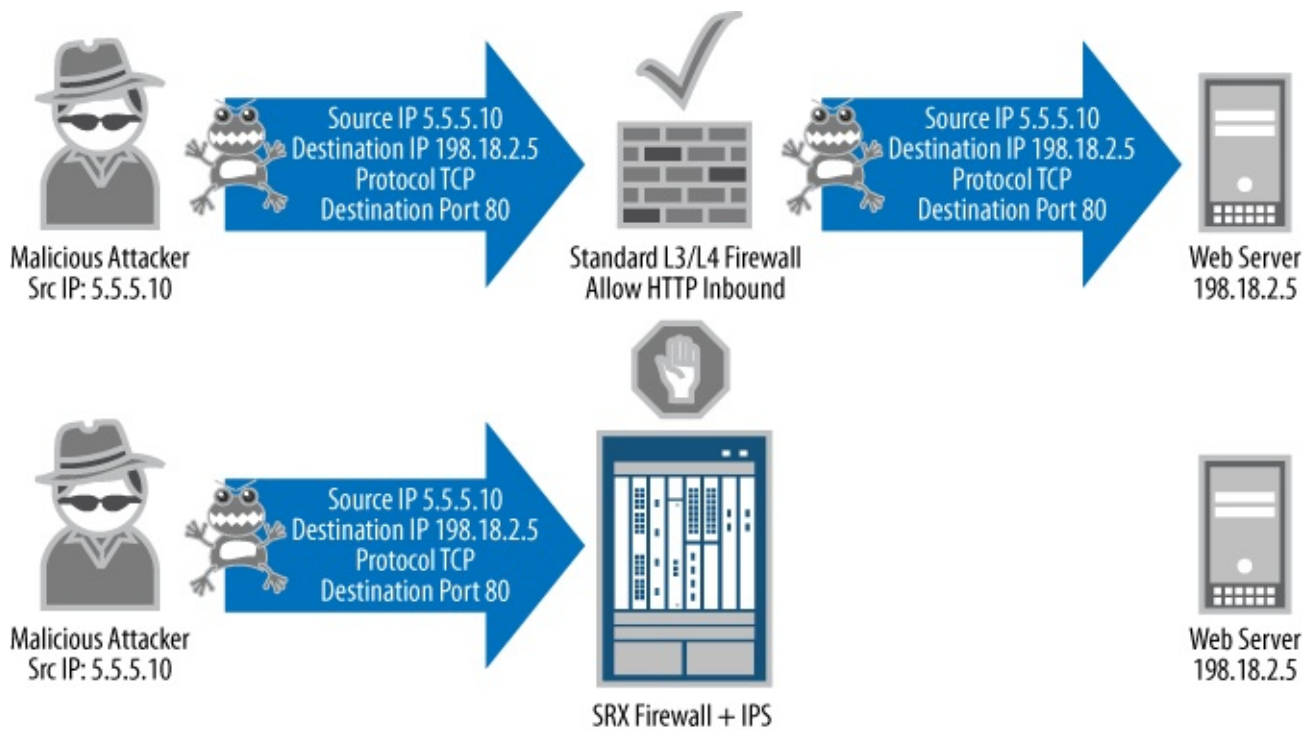 Source IP 5.5.5.10
Destination IP 198.18.2.5
Protocol TCP
Destination Port 80
Source IP 5.5.5.10
Destination IP 198.18.2.5
Protocol TCP
Destination Port 80
Malicious Attacker
Src IP: 5.5.5.10
Standard L3/L4 Firewall
Allow HTTP Inbound
Web Server
198.18.2.5
Source IP 5.5.5.10
Destination IP 198.18.2.5
Protocol TCP
Destination Port 80
Malicious Attacker
Src IP: 5.5.5.10
Web Server
198.18.2.5
SRX Firewall + IPS